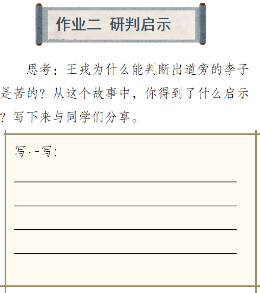 作业二 研判启示
思考：王戎为什么能判断出道旁的李子
是苦的？从这个故事中，你得到了什么启示
？写下来与同学们分享。
写一写：